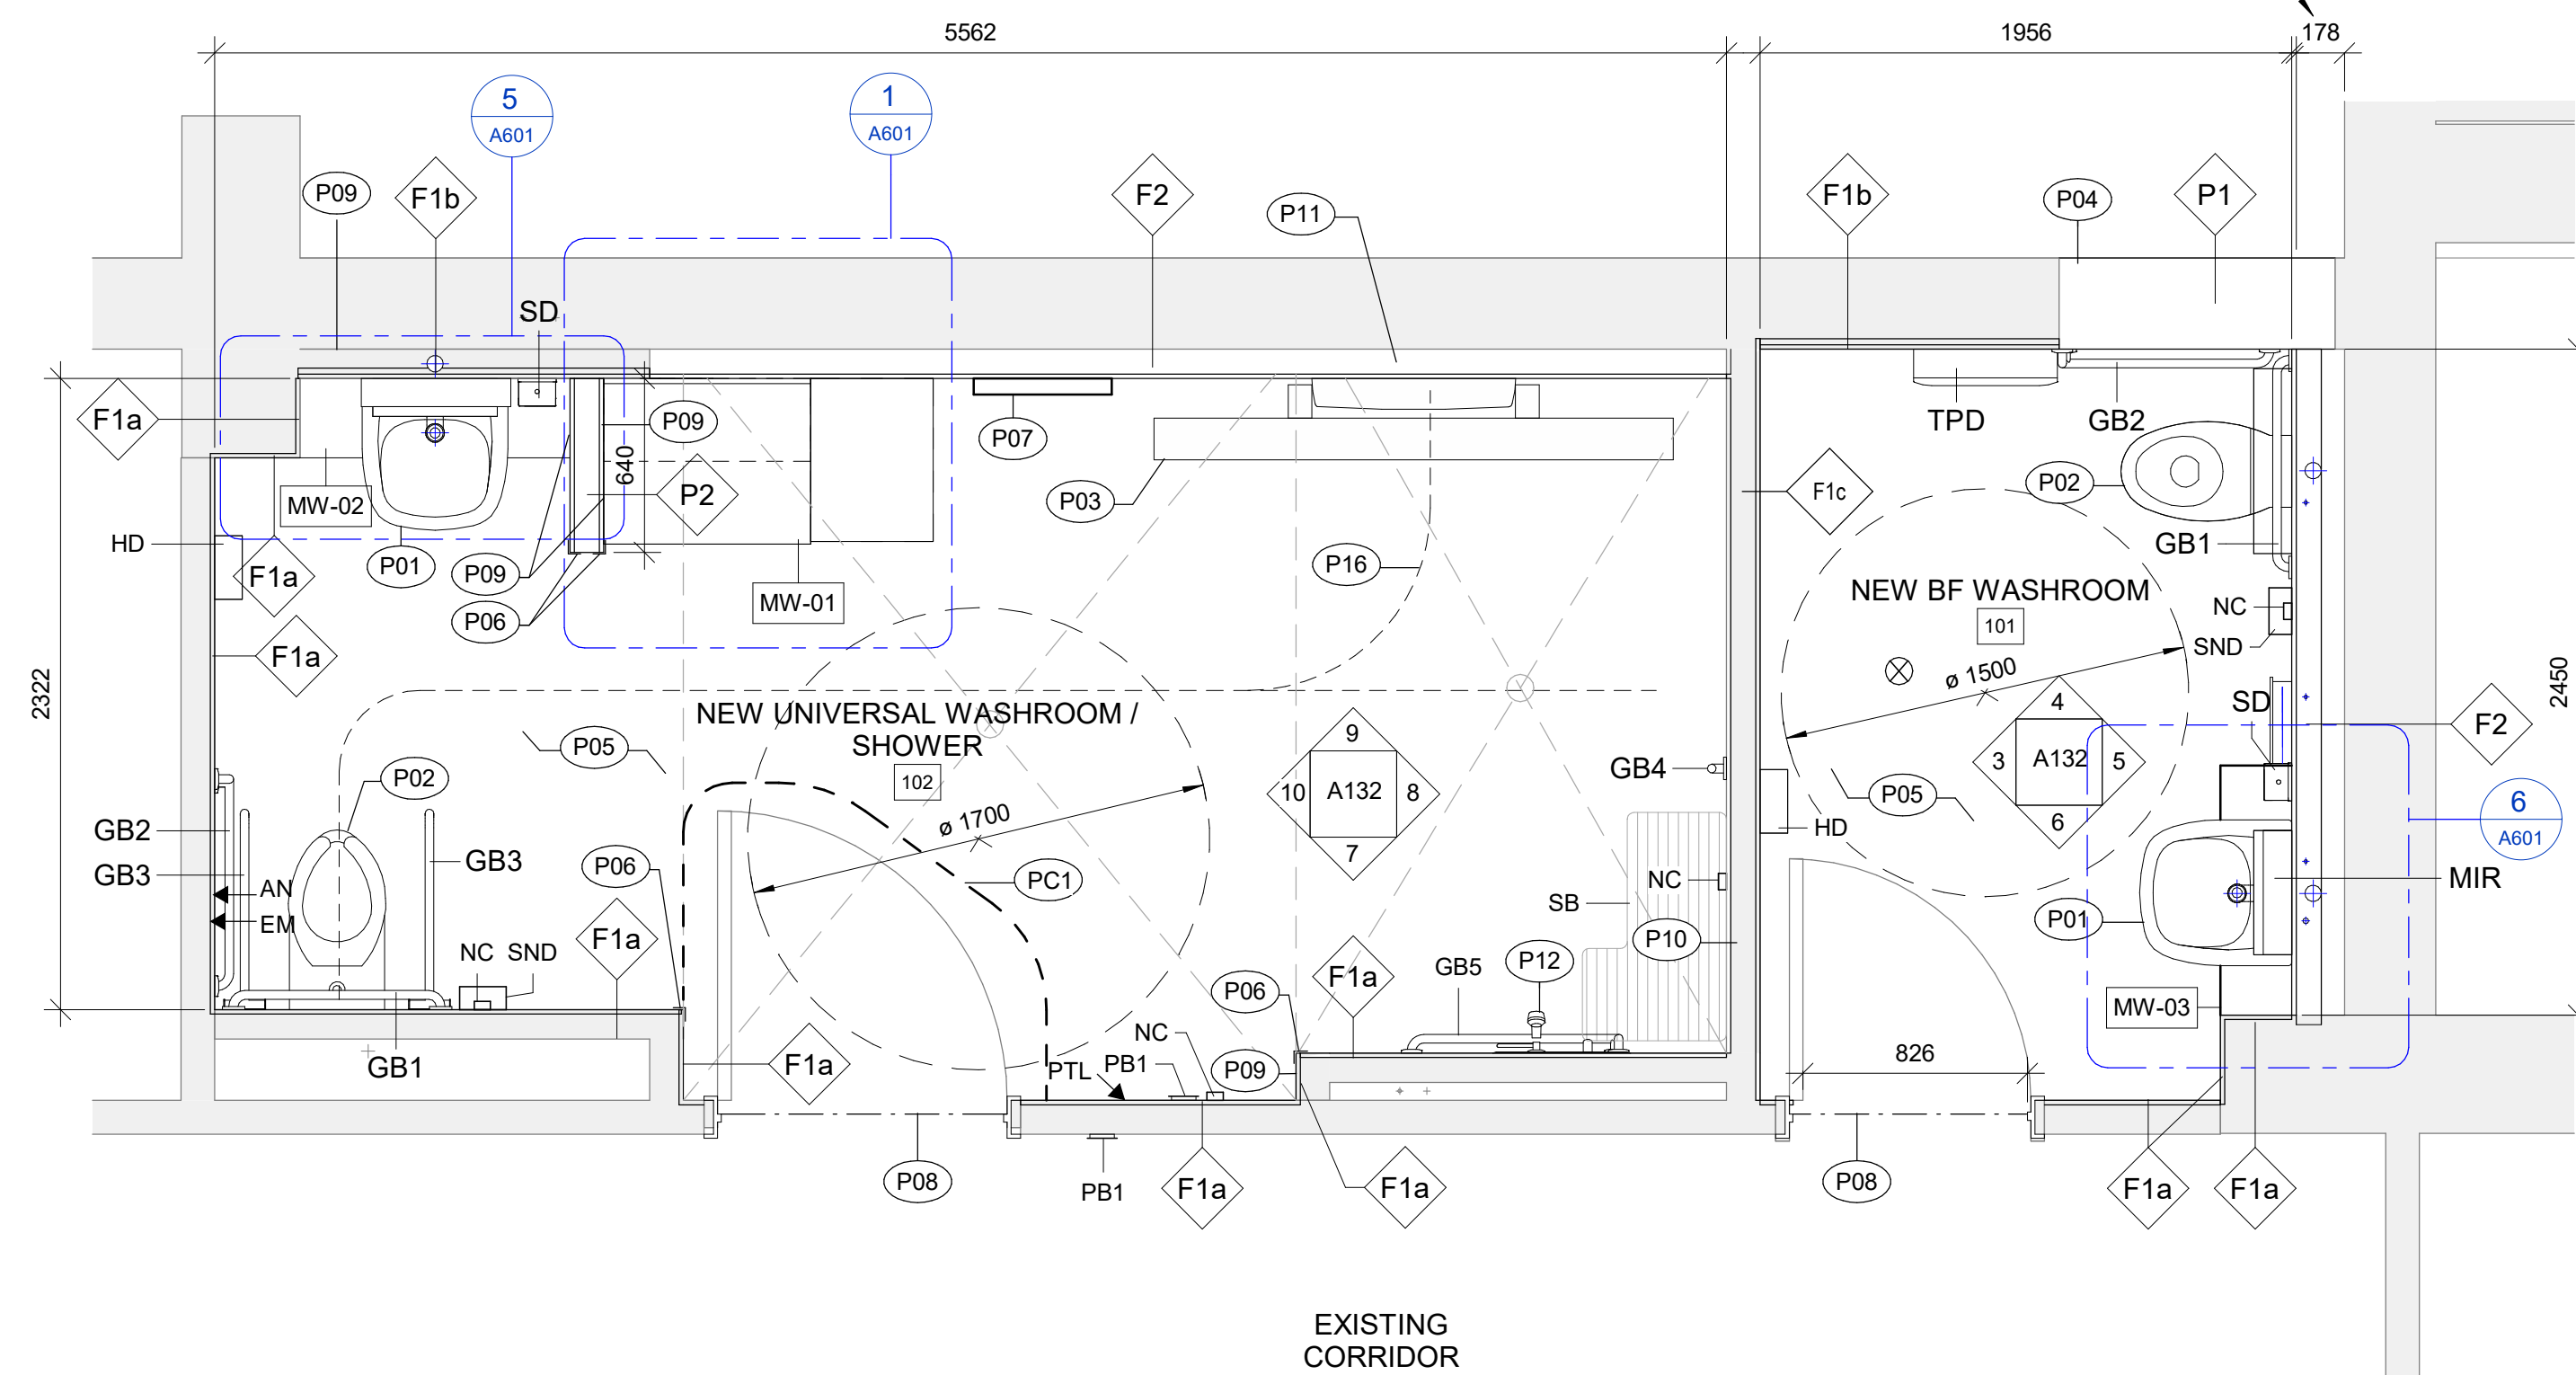 5562
1956
178
5
A601
1
A601
P09
F1b
F2
P11
F1b
P04
P1
SD
F1a
P09
640
P2
P07
P03
TPD
GB2
MW-02
F1c
P02
HD
P01
F1a
P09
P06
MW-01
P16
GB1
NEW BF WASHROOM
101
NC
SND
F1a
2322
2450
ø 1500
NEW UNIVERSAL WASHROOM /
SHOWER
102
P05
P02
ø 1700
9
10
A132
8
7
GB4
4
3
A132
5
6
SD
F2
P05
HD
6
A601
GB2
GB3
GB3
AN
EM
P06
PC1
NC
SB
MIR
P01
P10
F1a
NC
SND
GB5
P12
F1a
P06
MW-03
GB1
F1a
PTL
PB1
NC
P09
826
P08
PB1
F1a
F1a
P08
F1a
F1a
EXISTING
CORRIDOR